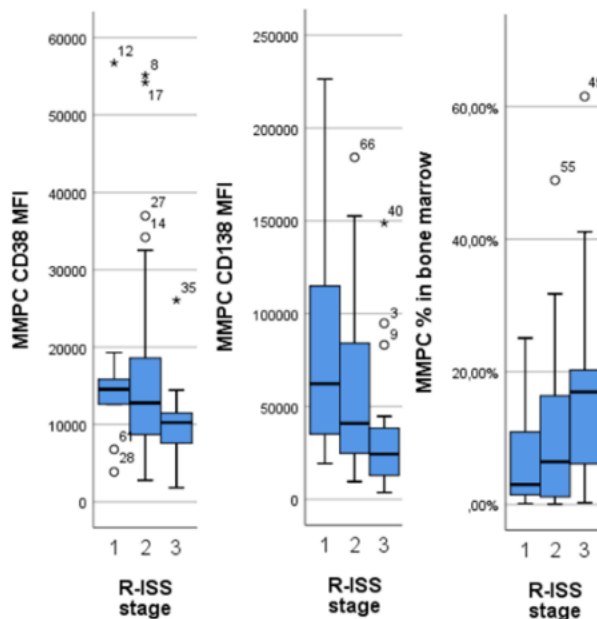 MMPC CD38 MFI
60000
50000
40000
30000
20000
10000
0
12
8
17
27
14
35
61
28
1 2 3
R-ISS
stage
MMPC CD138 MFI
250000
200000
150000
100000
50000
0
66
40
3
9
1 2 3
R-ISS
stage
MMPC % in bone marrow
60,00%
40,00%
20,00%
,00%
55
1 2 3
R-ISS
stage